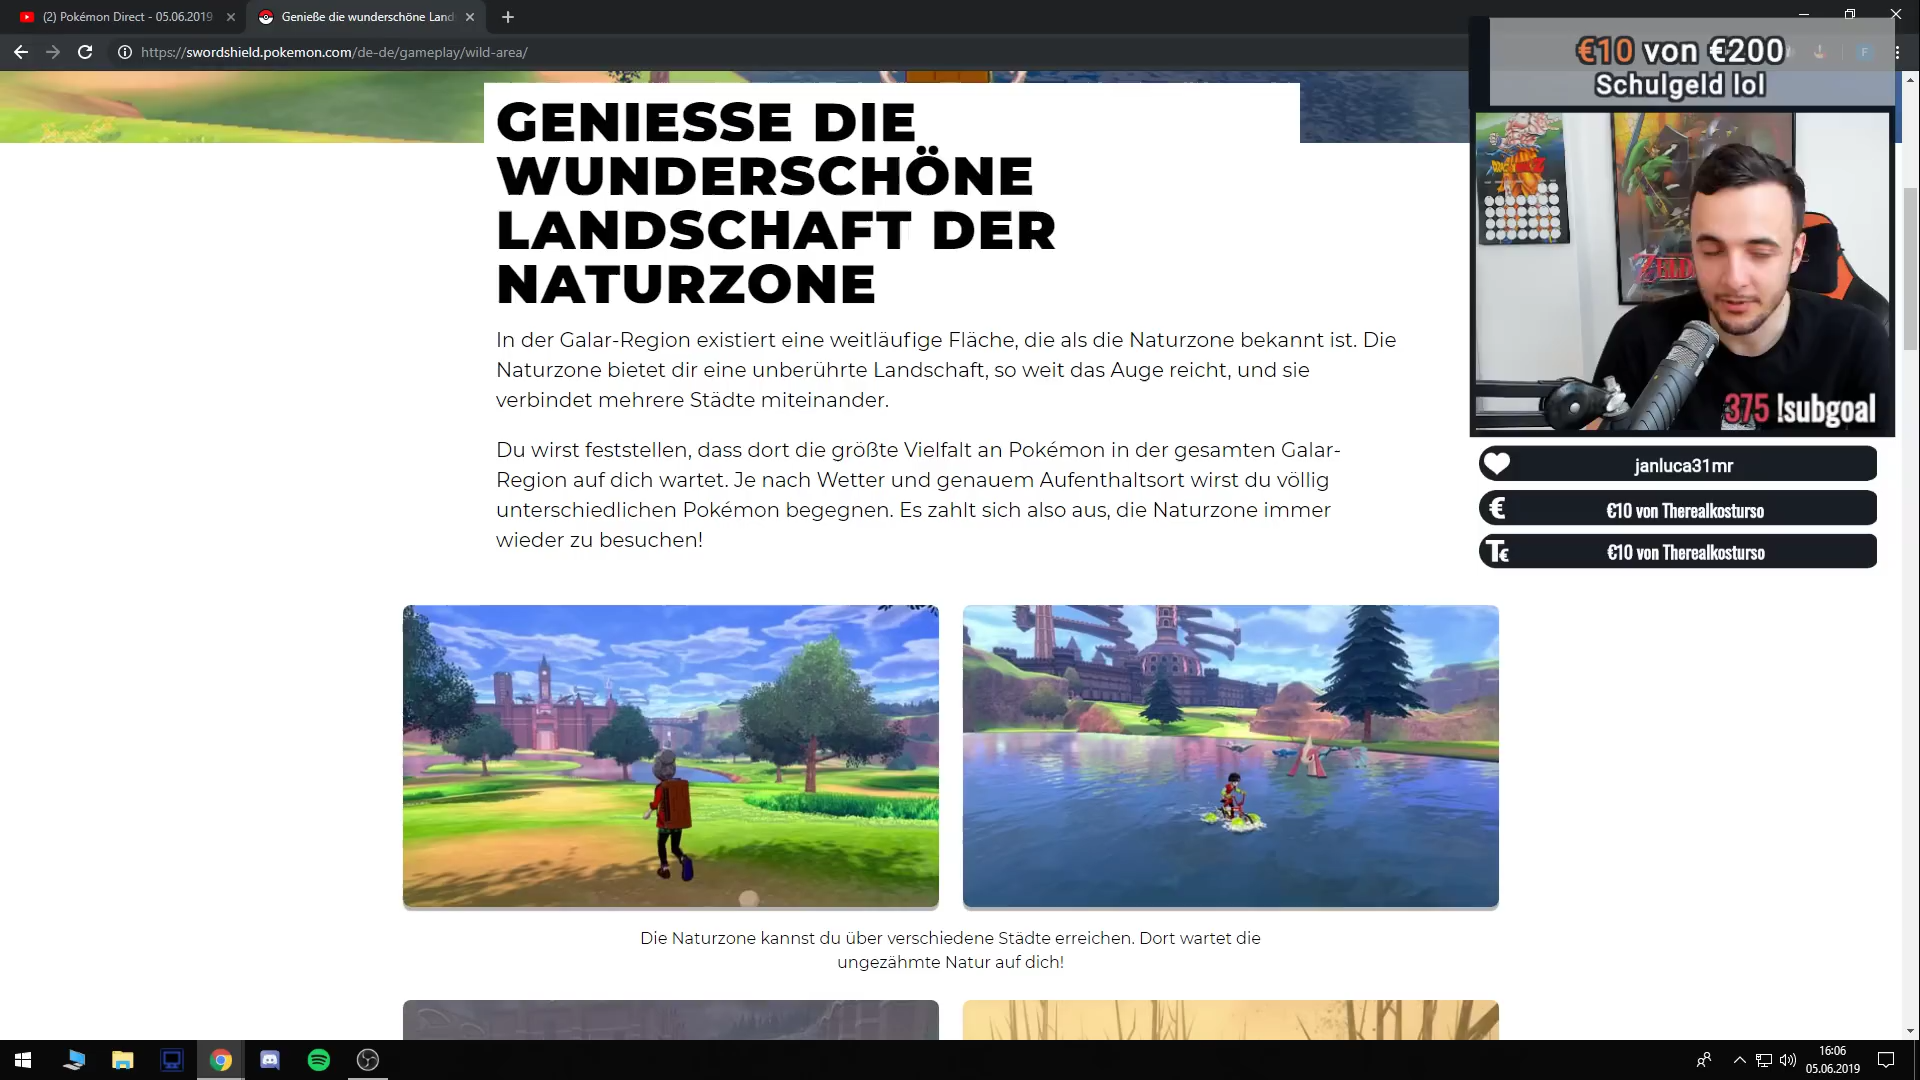 (2) Pokémon Direct - 05.06.2019
Genieße die wunderschöne Land
https://swordshield.pokemon.com/de-de/gameplay/wild-area/
€10 von €200
Schulgeld lol
GENIESSE DIE
WUNDERSCHÖNE
LANDSCHAFT DER
NATURZONE
In der Galar-Region existiert eine weitläufige Fläche, die als die Naturzone bekannt ist. Die
Naturzone bietet dir eine unberührte Landschaft, so weit das Auge reicht, und sie
verbindet mehrere Städte miteinander.
Du wirst feststellen, dass dort die größte Vielfalt an Pokémon in der gesamten Galar-
Region auf dich wartet. Je nach Wetter und genauem Aufenthaltsort wirst du völlig
unterschiedlichen Pokémon begegnen. Es zahlt sich also aus, die Naturzone immer
wieder zu besuchen!
ZELD
375 !subgoal
janluca31mr
€ €10 von Therealkosturso
T€ €10 von Therealkosturso
Die Naturzone kannst du über verschiedene Städte erreichen. Dort wartet die
ungezähmte Natur auf dich!
16:06
05.06.2019